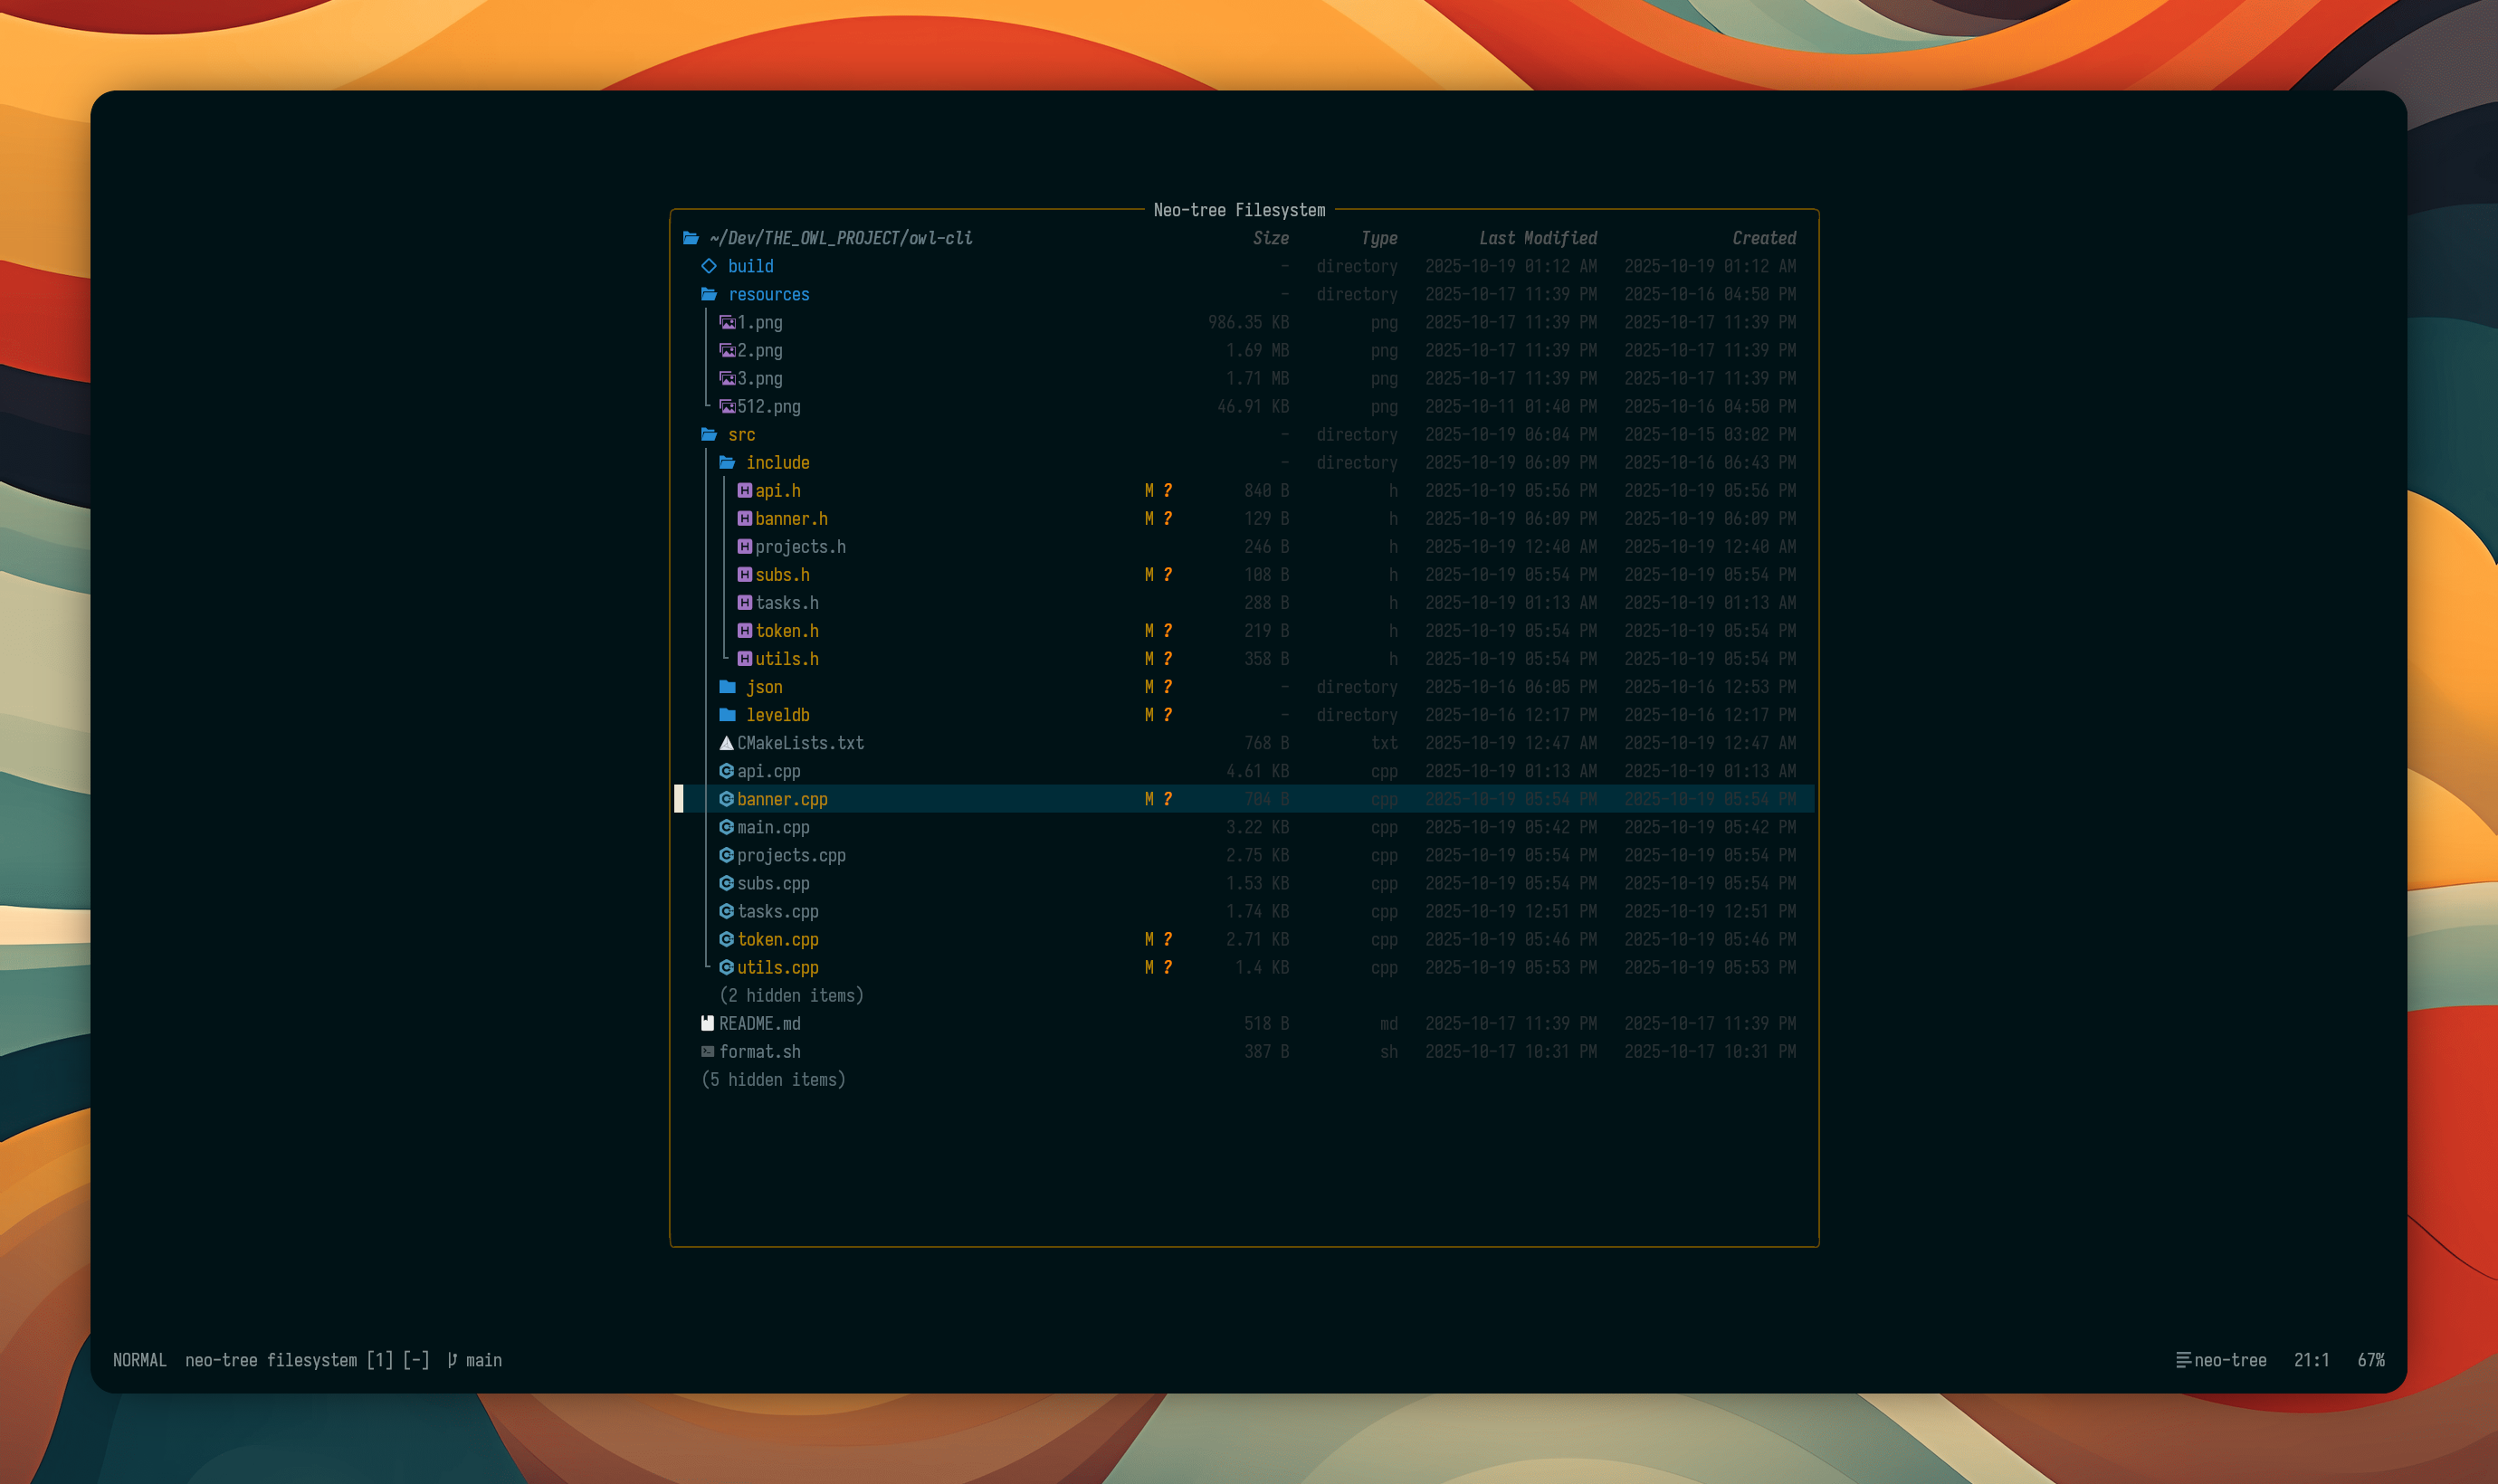 Neo-tree Filesystem
~/Dev/THE_OWL_PROJECT/owl-cli Size Type Last Modified Created
build - directory 2025-10-19 01:12 AM 2025-10-19 01:12 AM
resources - directory 2025-10-17 11:39 PM 2025-10-16 04:50 PM
1.png 986.35 KB png 2025-10-17 11:39 PM 2025-10-17 11:39 PM
2.png 1.69 MB png 2025-10-17 11:39 PM 2025-10-17 11:39 PM
3.png 1.71 MB png 2025-10-17 11:39 PM 2025-10-17 11:39 PM
512.png 46.91 KB png 2025-10-11 01:40 PM 2025-10-16 04:50 PM
src - directory 2025-10-19 06:04 PM 2025-10-15 03:02 PM
include - directory 2025-10-19 06:09 PM 2025-10-16 06:43 PM
api.h M ? 840 B h 2025-10-19 05:56 PM 2025-10-19 05:56 PM
banner.h M ? 129 B h 2025-10-19 06:09 PM 2025-10-19 06:09 PM
projects.h 246 B h 2025-10-19 12:40 AM 2025-10-19 12:40 AM
subs.h M ? 108 B h 2025-10-19 05:54 PM 2025-10-19 05:54 PM
tasks.h 288 B h 2025-10-19 01:13 AM 2025-10-19 01:13 AM
token.h M ? 219 B h 2025-10-19 05:54 PM 2025-10-19 05:54 PM
utils.h M ? 358 B h 2025-10-19 05:54 PM 2025-10-19 05:54 PM
json M ? - directory 2025-10-16 06:05 PM 2025-10-16 12:53 PM
leveldb M ? - directory 2025-10-16 12:17 PM 2025-10-16 12:17 PM
CMakeLists.txt 768 B txt 2025-10-19 12:47 AM 2025-10-19 12:47 AM
api.cpp 4.61 KB cpp 2025-10-19 01:13 AM 2025-10-19 01:13 AM
banner.cpp M ? 704 B cpp 2025-10-19 05:54 PM 2025-10-19 05:54 PM
main.cpp 3.22 KB cpp 2025-10-19 05:42 PM 2025-10-19 05:42 PM
projects.cpp 2.75 KB cpp 2025-10-19 05:54 PM 2025-10-19 05:54 PM
subs.cpp 1.53 KB cpp 2025-10-19 05:54 PM 2025-10-19 05:54 PM
tasks.cpp 1.74 KB cpp 2025-10-19 12:51 PM 2025-10-19 12:51 PM
token.cpp M ? 2.71 KB cpp 2025-10-19 05:46 PM 2025-10-19 05:46 PM
utils.cpp M ? 1.4 KB cpp 2025-10-19 05:53 PM 2025-10-19 05:53 PM
(2 hidden items)
README.md 518 B md 2025-10-17 11:39 PM 2025-10-17 11:39 PM
format.sh 387 B sh 2025-10-17 10:31 PM 2025-10-17 10:31 PM
(5 hidden items)
NORMAL neo-tree filesystem [1] [-] main neo-tree 21:1 67%